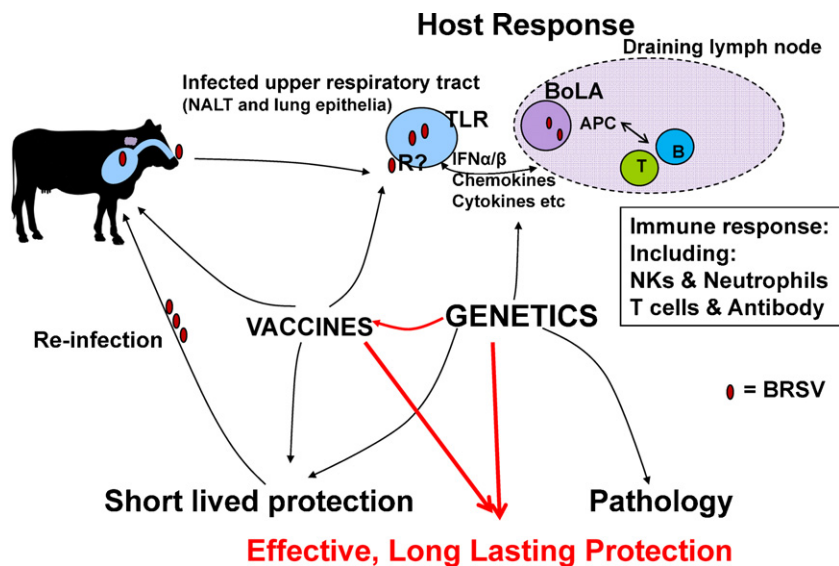 Host Response
Draining lymph node
Infected upper respiratory tract
(NALT and lung epithelia)
TLR
R?
BoLA
APC
B
T
IFNα/β
Chemokines
Cytokines etc
Immune response:
Including:
NKs & Neutrophils
T cells & Antibody
VACCINES
GENETICS
Re-infection
= BRSV
Short lived protection
Pathology
Effective, Long Lasting Protection